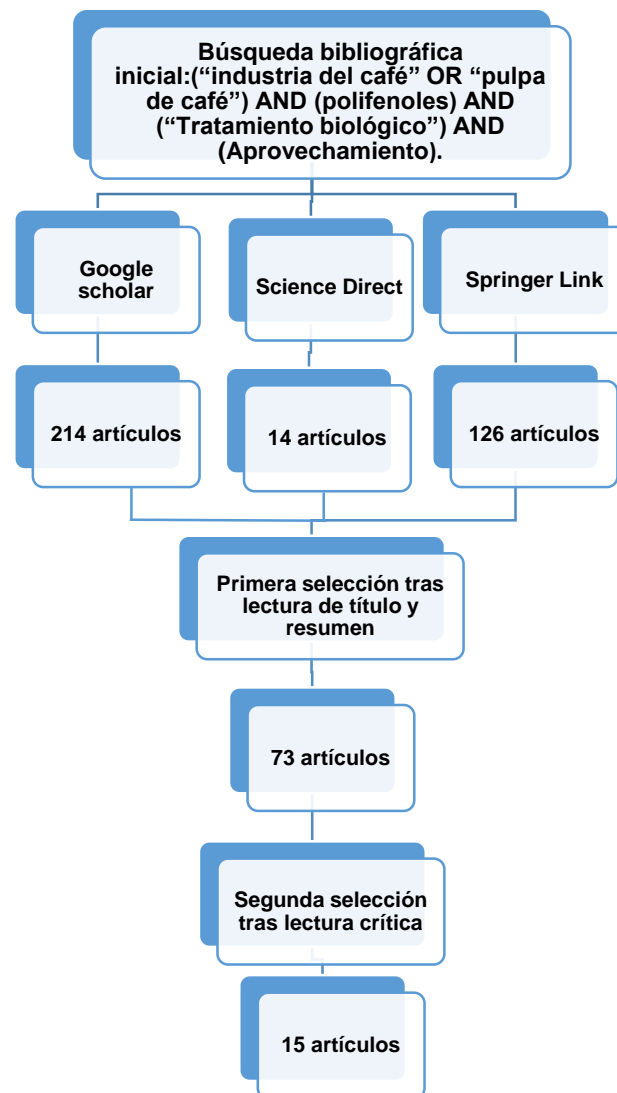 Búsqueda bibliográfica
inicial:(“industria del café” OR “pulpa
de café”) AND (polifenoles) AND
(“Tratamiento biológico”) AND
(Aprovechamiento).
Google
scholar
Science Direct
Springer Link
214 artículos
14 artículos
126 artículos
Primera selección tras
lectura de título y
resumen
73 artículos
Segunda selección
tras lectura crítica
15 artículos